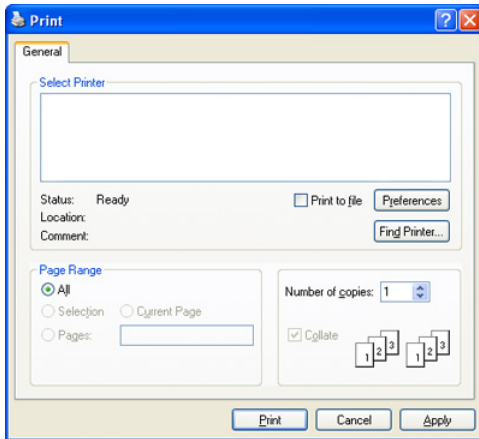 Print
General
Select Printer
Status: Ready
Print to file
Preferences
Location:
Comment:
Find Printer...
Page Range
All
Selection
Current Page
Pages:
Number of copies: 1
Collate
1 2 3 1 2 3
Print
Cancel
Apply